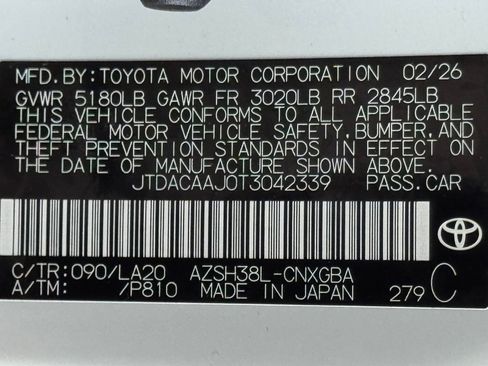 MFD.BY:TOYOTA MOTOR CORPORATION 02/26
GVWR 5180LB GAWR FR 3020LB RR 2845LB
THIS VEHICLE CONFORMS TO ALL APPLICABLE
FEDERAL MOTOR VEHICLE SAFETY, BUMPER, AND
THEFT PREVENTION STANDARDS IN EFFECT ON
THE DATE OF MANUFACTURE SHOWN ABOVE.
JTDACAAJ0T3042339 PASS.CAR
C/TR:090/LA20 AZSH38L-CNXGBA
A/TM: /P810 MADE IN JAPAN 279 C
TOYOTA